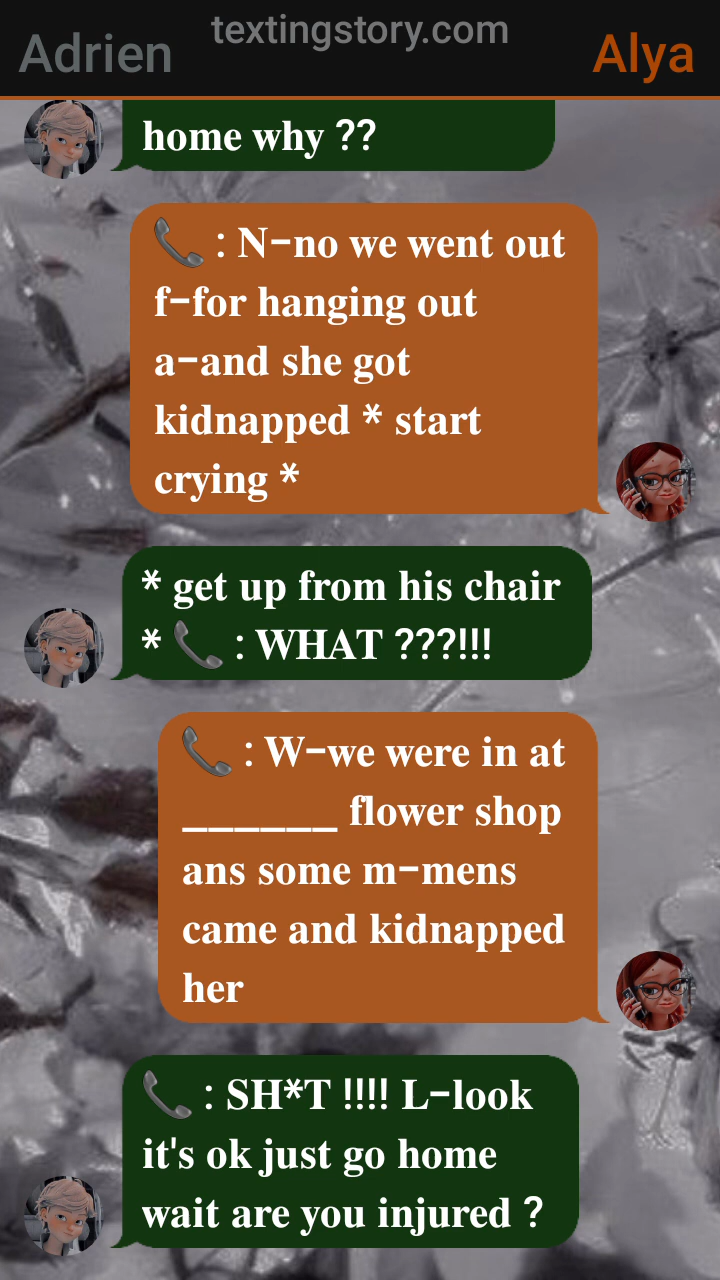 textingstory.com
Adrien
Alya
home why ??
📞 : N-no we went out
f-for hanging out
a-and she got
kidnapped * start
crying *
* get up from his chair
* 📞 : WHAT ???!!!
📞 : W-we were in at
______ flower shop
ans some m-mens
came and kidnapped
her
📞 : SH*T !!!! L-look
it's ok just go home
wait are you injured ?